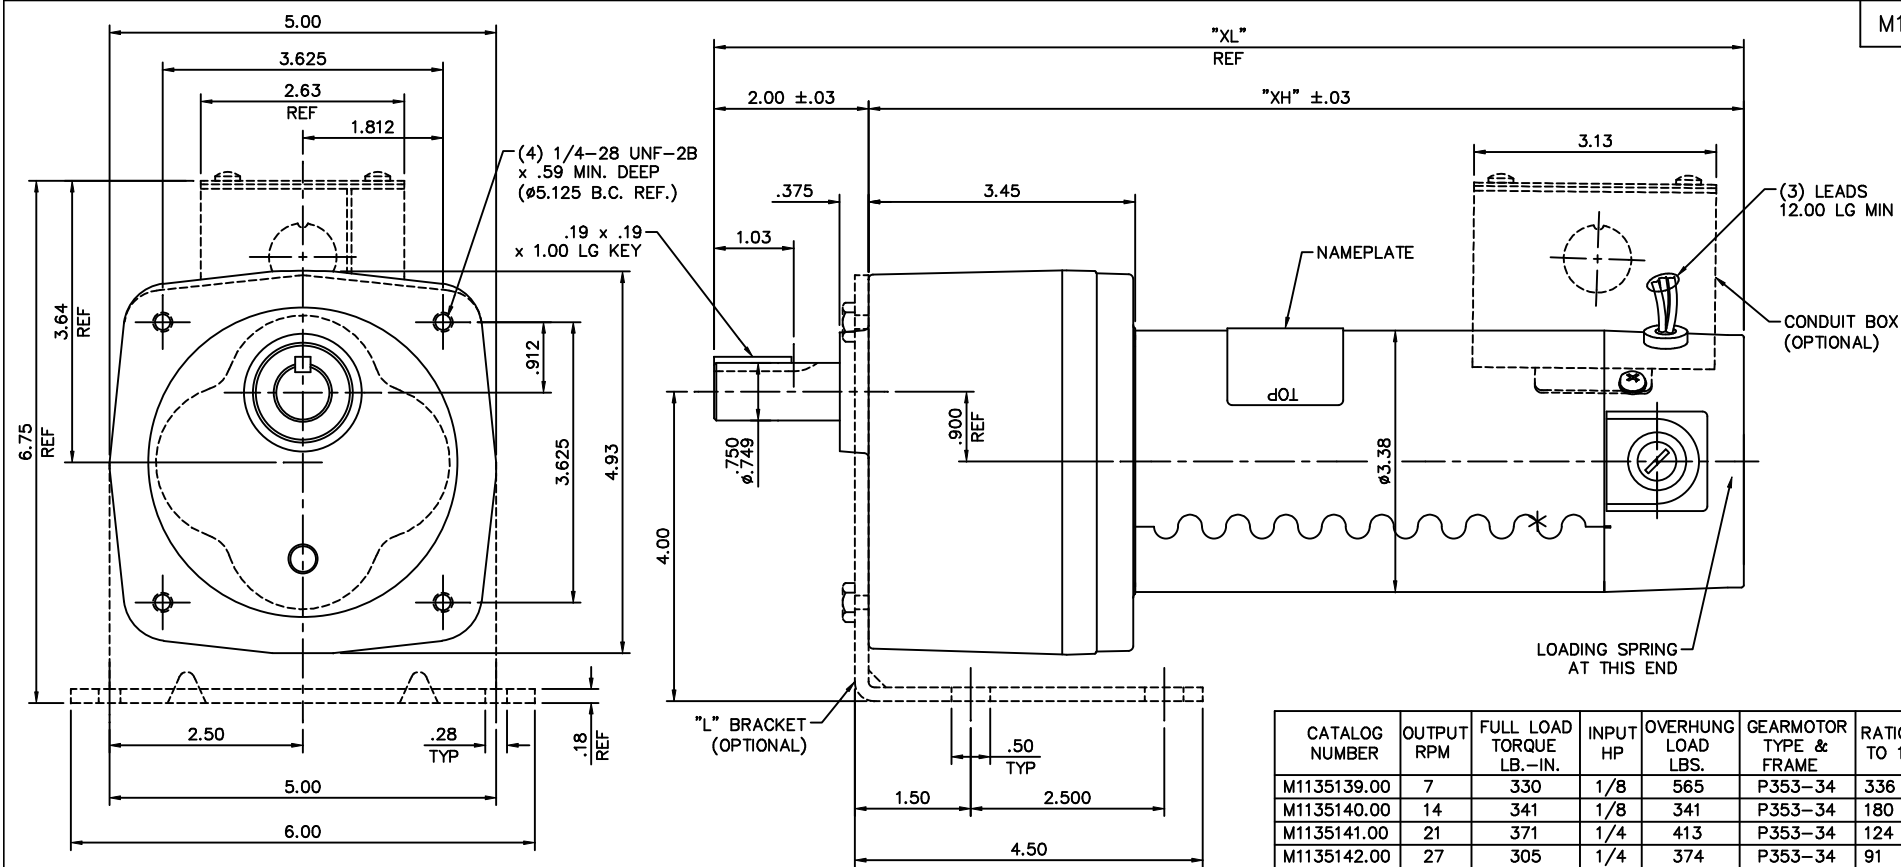 M1
5.00
3.625
2.63
REF
1.812
(4) 1/4-28 UNF-2B
x .59 MIN. DEEP
(ø5.125 B.C. REF.)
.19 x .19
x 1.00 LG KEY
3.64
REF
6.75
REF
.912
3.625
4.93
2.50
.28
TYP
.18
REF
5.00
6.00
"XL"
REF
2.00 ±.03
"XH" ±.03
.375
3.45
1.03
3.13
(3) LEADS
12.00 LG MIN
NAMEPLATE
TOP
CONDUIT BOX
(OPTIONAL)
.900
REF
.750
ø.749
ø3.38
4.00
LOADING SPRING
AT THIS END
"L" BRACKET
(OPTIONAL)
.50
TYP
1.50
2.500
4.50
CATALOG NUMBER OUTPUT RPM FULL LOAD TORQUE LB.-IN. INPUT HP OVERHUNG LOAD LBS. GEARMOTOR TYPE & FRAME RATIO TO 1
M1135139.00 7 330 1/8 565 P353-34 336
M1135140.00 14 341 1/8 341 P353-34 180
M1135141.00 21 371 1/4 413 P353-34 124
M1135142.00 27 305 1/4 374 P353-34 91